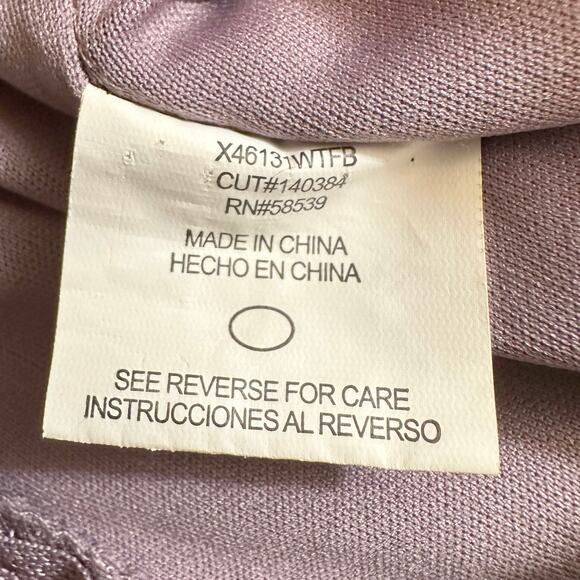 X46131WTFB
CUT#140384
RN#58539
MADE IN CHINA
HECHO EN CHINA
SEE REVERSE FOR CARE
INSTRUCCIONES AL REVERSO